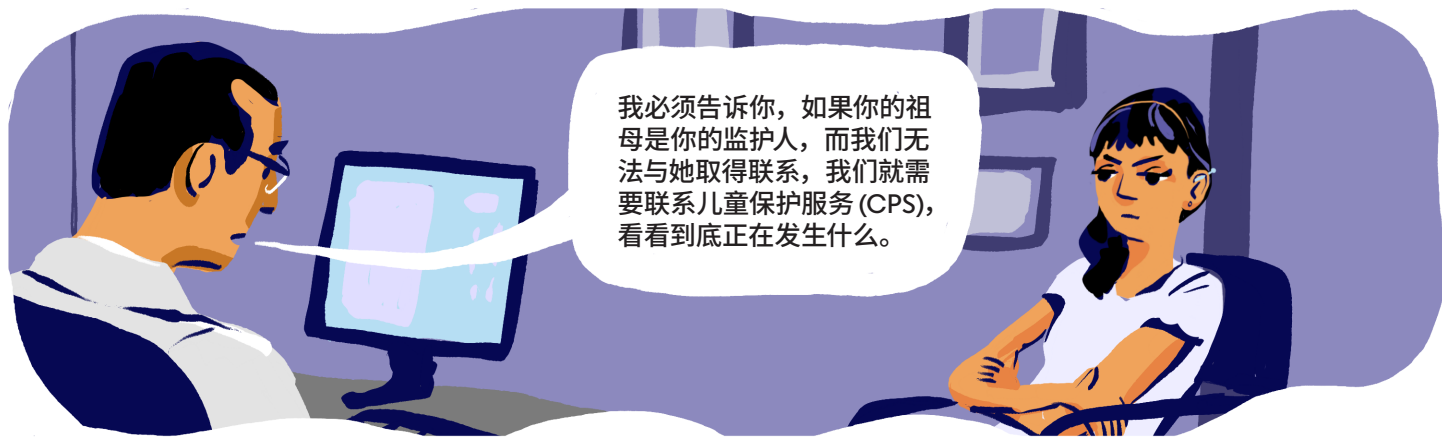 我必须告诉你，如果你的祖
母是你的监护人，而我们无
法与她取得联系，我们就需
要联系儿童保护服务 (CPS)，
看看到底正在发生什么。